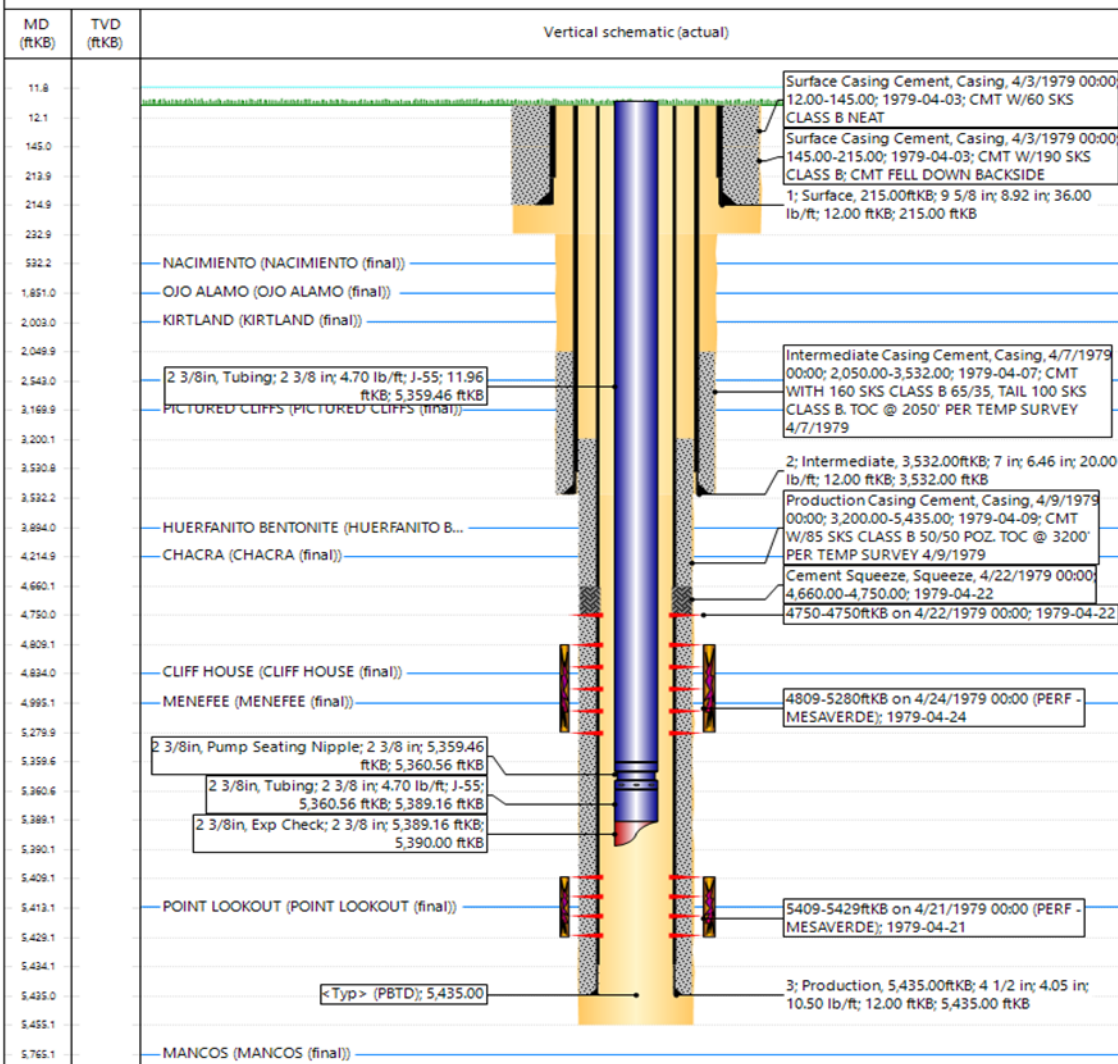 MD (ftKB)
TVD (ftKB)
Vertical schematic (actual)
11.8
12.1
145.0
213.9
214.9
232.9
532.2
1,851.0
2,003.0
2,049.9
2,543.0
3,169.9
3,200.1
3,530.8
3,532.2
3,894.0
4,214.9
4,660.1
4,750.0
4,809.1
4,834.0
4,995.1
5,279.9
5,359.6
5,360.6
5,389.1
5,390.1
5,409.1
5,413.1
5,429.1
5,434.1
5,435.0
5,455.1
5,765.1
NACIMIENTO (NACIMIENTO (final))
OJO ALAMO (OJO ALAMO (final))
KIRTLAND (KIRTLAND (final))
2 3/8in, Tubing; 2 3/8 in; 4.70 lb/ft; J-55; 11.96
ftKB; 5,359.46 ftKB
PICTURED CLIFFS (PICTURED CLIFFS (final))
HUERFANITO BENTONITE (HUERFANITO B...
CHACRA (CHACRA (final))
CLIFF HOUSE (CLIFF HOUSE (final))
MENEFEE (MENEFEE (final))
2 3/8in, Pump Seating Nipple; 2 3/8 in; 5,359.46
ftKB; 5,360.56 ftKB
2 3/8in, Tubing; 2 3/8 in; 4.70 lb/ft; J-55;
5,360.56 ftKB; 5,389.16 ftKB
2 3/8in, Exp Check; 2 3/8 in; 5,389.16 ftKB;
5,390.00 ftKB
POINT LOOKOUT (POINT LOOKOUT (final))
<Typ> (PBTD); 5,435.00
MANCOS (MANCOS (final))
Surface Casing Cement, Casing, 4/3/1979 00:00;
12.00-145.00; 1979-04-03; CMT W/60 SKS
CLASS B NEAT
Surface Casing Cement, Casing, 4/3/1979 00:00;
145.00-215.00; 1979-04-03; CMT W/190 SKS
CLASS B; CMT FELL DOWN BACKSIDE
1; Surface, 215.00ftKB; 9 5/8 in; 8.92 in; 36.00
lb/ft; 12.00 ftKB; 215.00 ftKB
Intermediate Casing Cement, Casing, 4/7/1979
00:00; 2,050.00-3,532.00; 1979-04-07; CMT
WITH 160 SKS CLASS B 65/35, TAIL 100 SKS
CLASS B. TOC @ 2050' PER TEMP SURVEY
4/7/1979
2; Intermediate, 3,532.00ftKB; 7 in; 6.46 in; 20.00
lb/ft; 12.00 ftKB; 3,532.00 ftKB
Production Casing Cement, Casing, 4/9/1979
00:00; 3,200.00-5,435.00; 1979-04-09; CMT
W/85 SKS CLASS B 50/50 POZ. TOC @ 3200'
PER TEMP SURVEY 4/9/1979
Cement Squeeze, Squeeze, 4/22/1979 00:00;
4,660.00-4,750.00; 1979-04-22
4750-4750ftKB on 4/22/1979 00:00; 1979-04-22
4809-5280ftKB on 4/24/1979 00:00 (PERF -
MESAVERDE); 1979-04-24
5409-5429ftKB on 4/21/1979 00:00 (PERF -
MESAVERDE); 1979-04-21
3; Production, 5,435.00ftKB; 4 1/2 in; 4.05 in;
10.50 lb/ft; 12.00 ftKB; 5,435.00 ftKB